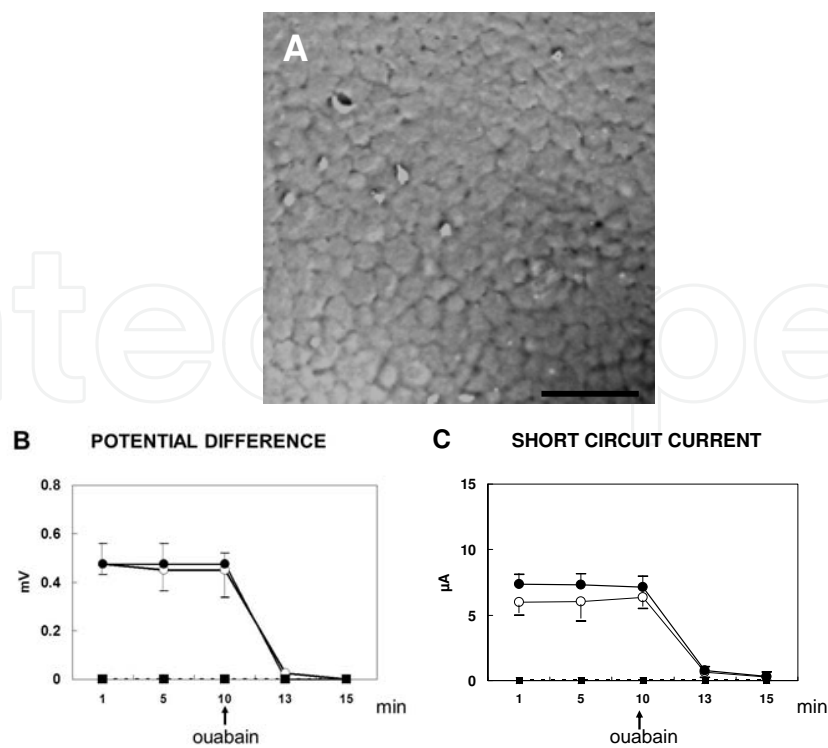 A
B POTENTIAL DIFFERENCE
0.8
0.6
0.4
0.2
0
mV
1 5 10 13 15 min
ouabain
C SHORT CIRCUIT CURRENT
15
10
5
0
µA
1 5 10 13 15 min
ouabain